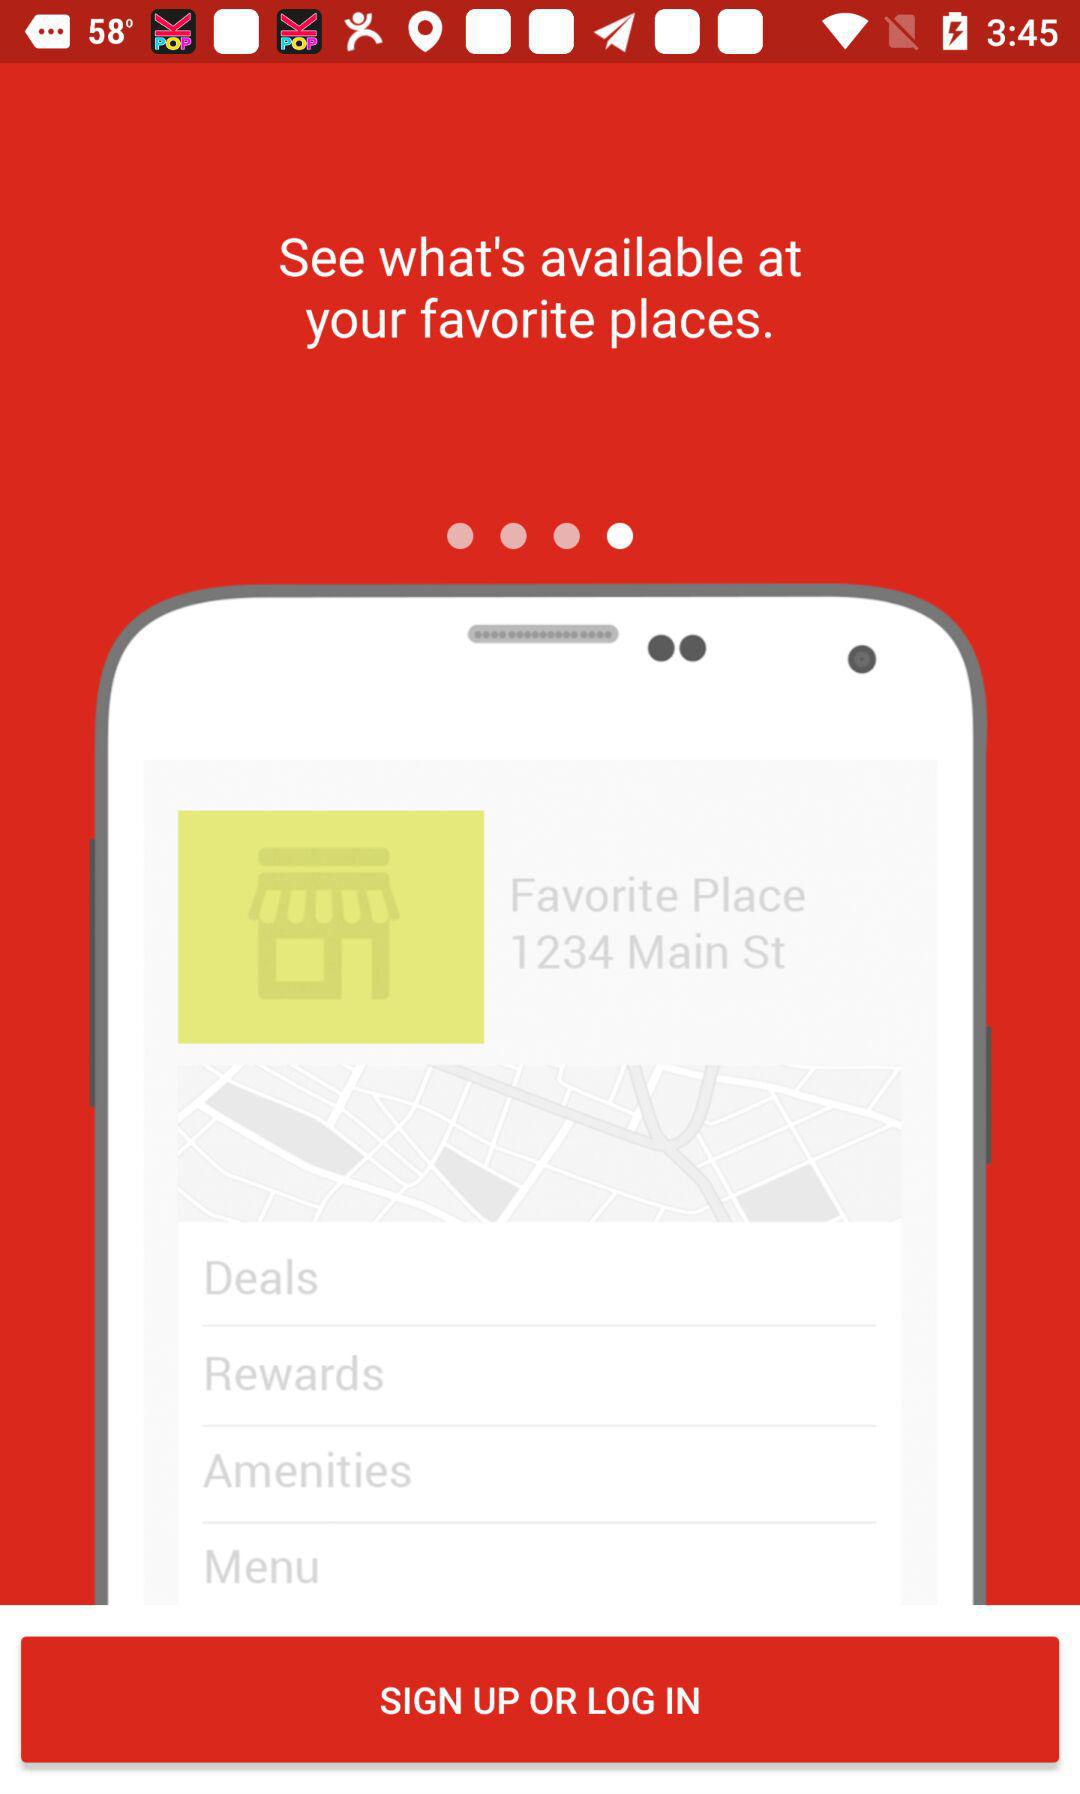 58° K POP K POP 3:45
See what's available at
your favorite places.
Favorite Place
1234 Main St
Deals
Rewards
Amenities
Menu
SIGN UP OR LOG IN